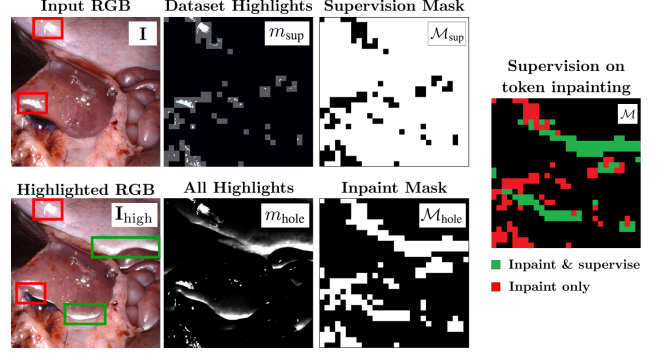 Input RGB
I
Dataset Highlights
m_sup
Supervision Mask
M_sup
Highlighted RGB
I_high
All Highlights
m_hole
Inpaint Mask
M_hole
Supervision on
token inpainting
M
Inpaint & supervise
Inpaint only